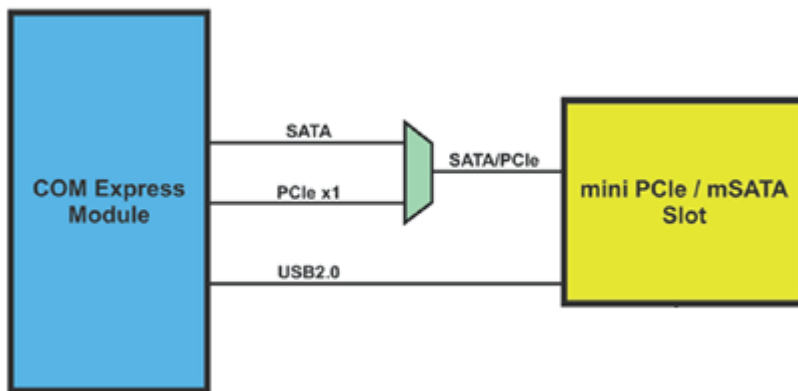 COM Express
Module
SATA
PCIe x1
USB2.0
SATA/PCIe
mini PCIe / mSATA
Slot